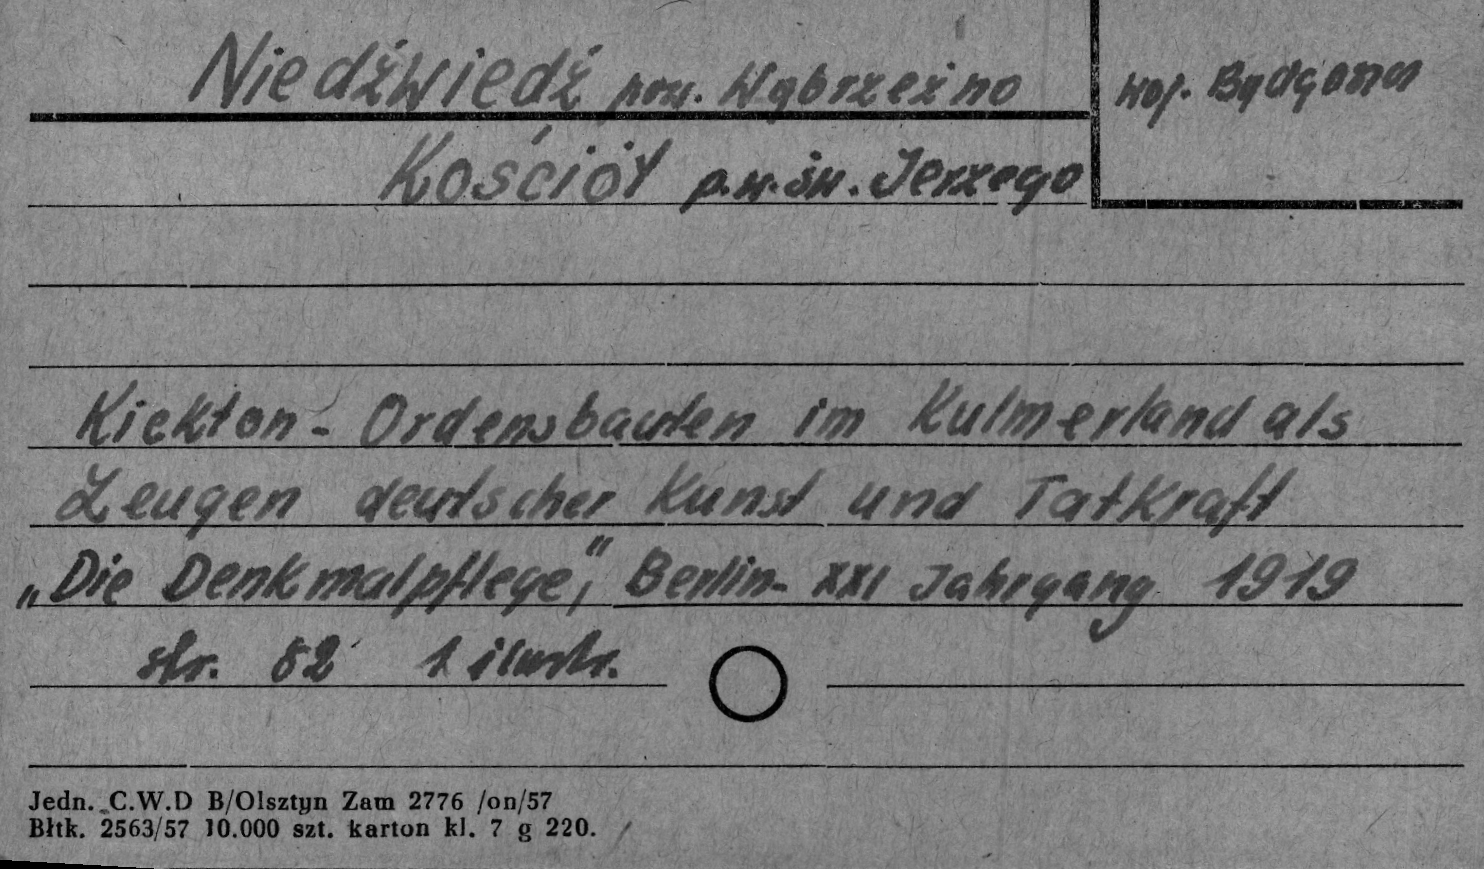 Niedźwiedź pow. Wąbrzeźno
woj. Bydgoszcz
Kościół p.w. św. Jerzego
Kickton - Ordensbauten im Kulmerland als
Zeugen deutscher Kunst und Tatkraft
„Die Denkmalpflege", Berlin - XXI Jahrgang 1919
str. 82 1 ilustr.
Jedn. C.W.D B/Olsztyn Zam 2776 /on/57
Błtk. 2563/57 10.000 szt. karton kl. 7 g 220.